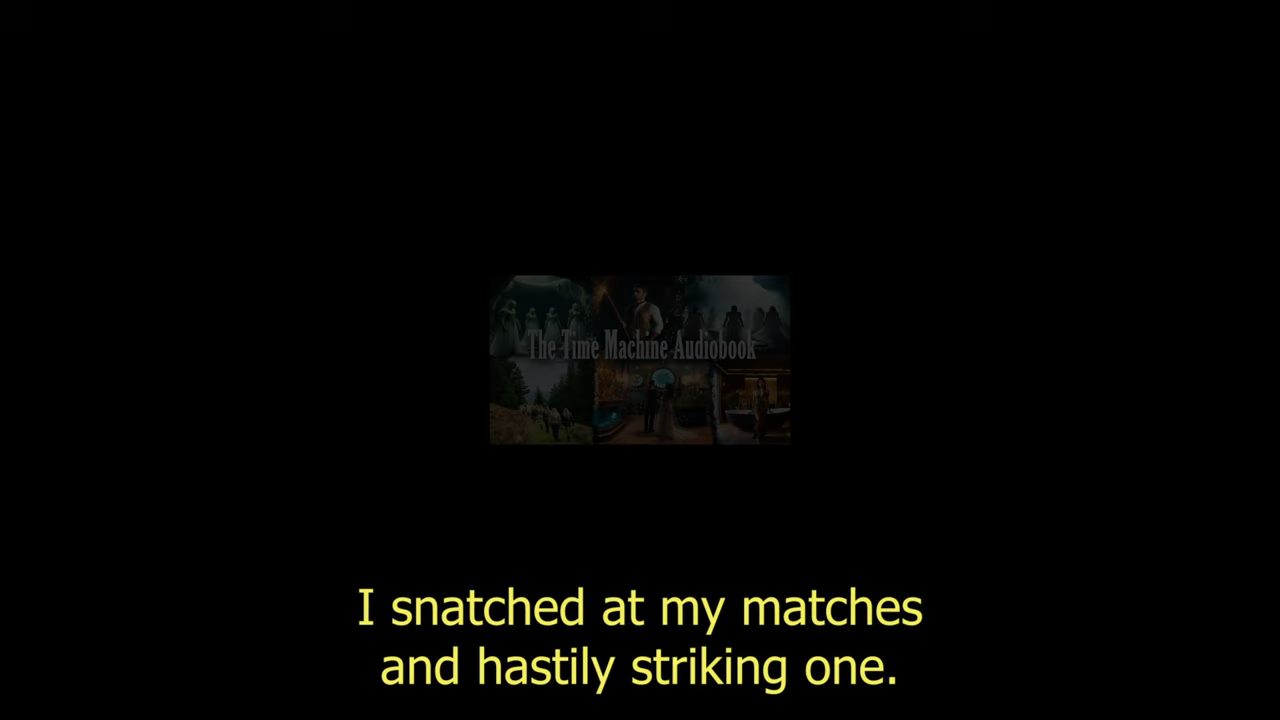 The Time Machine Audiobook
I snatched at my matches
and hastily striking one.